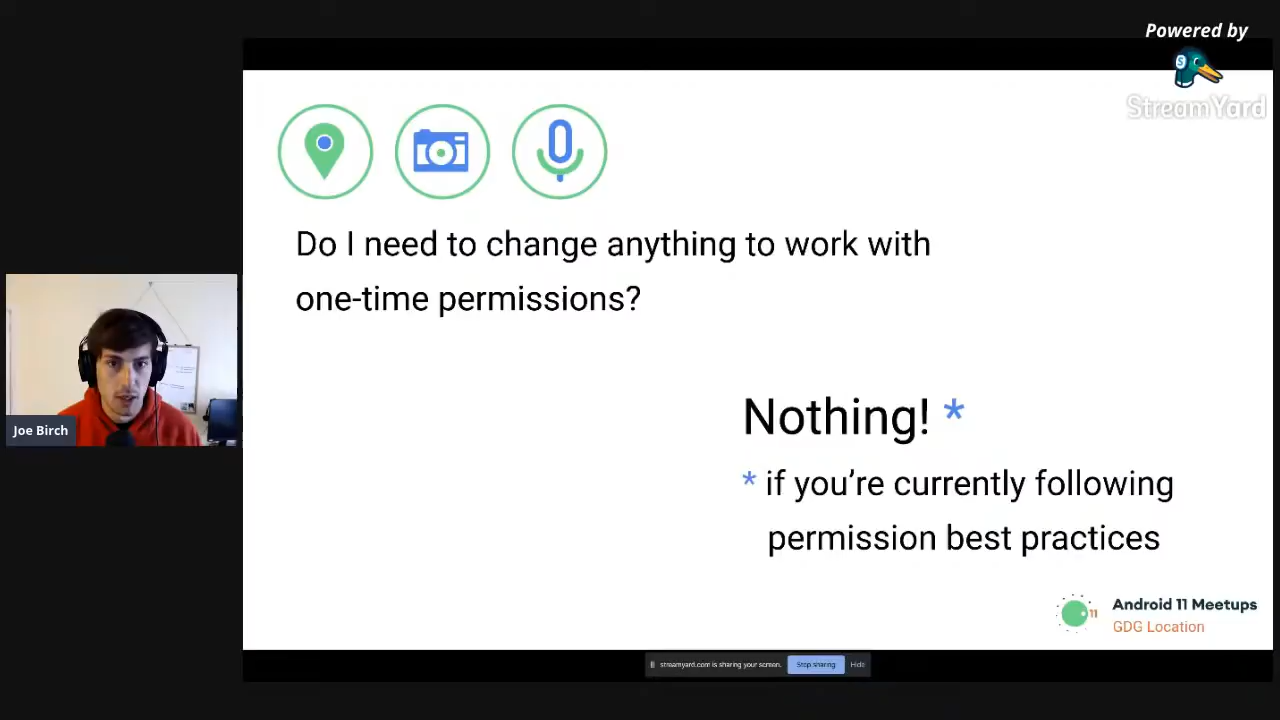 Powered by
S
StreamYard
Do I need to change anything to work with
one-time permissions?
Nothing! *
* if you’re currently following
permission best practices
Joe Birch
11
Android 11 Meetups
GDG Location
streamyard.com is sharing your screen.
Stop sharing
Hide